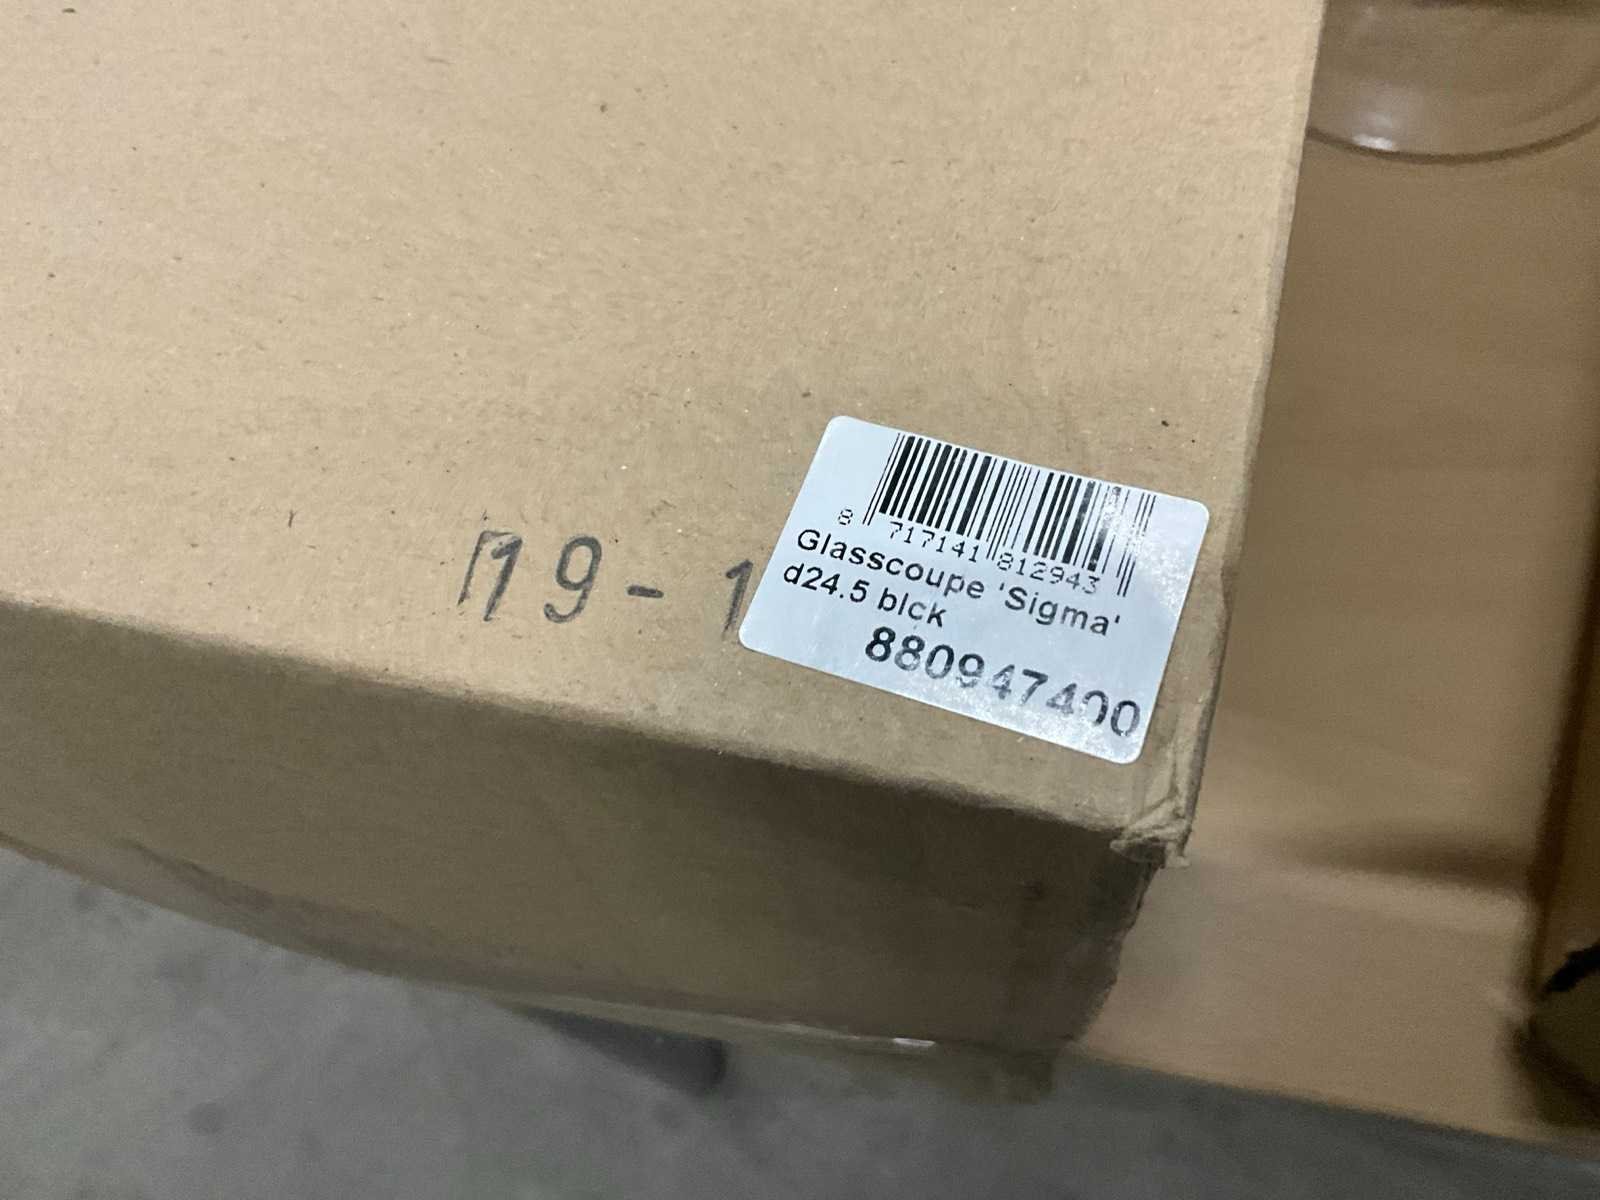 8 717141 812943
Glasscoupe 'Sigma'
d24.5 blck
880947400
19-1